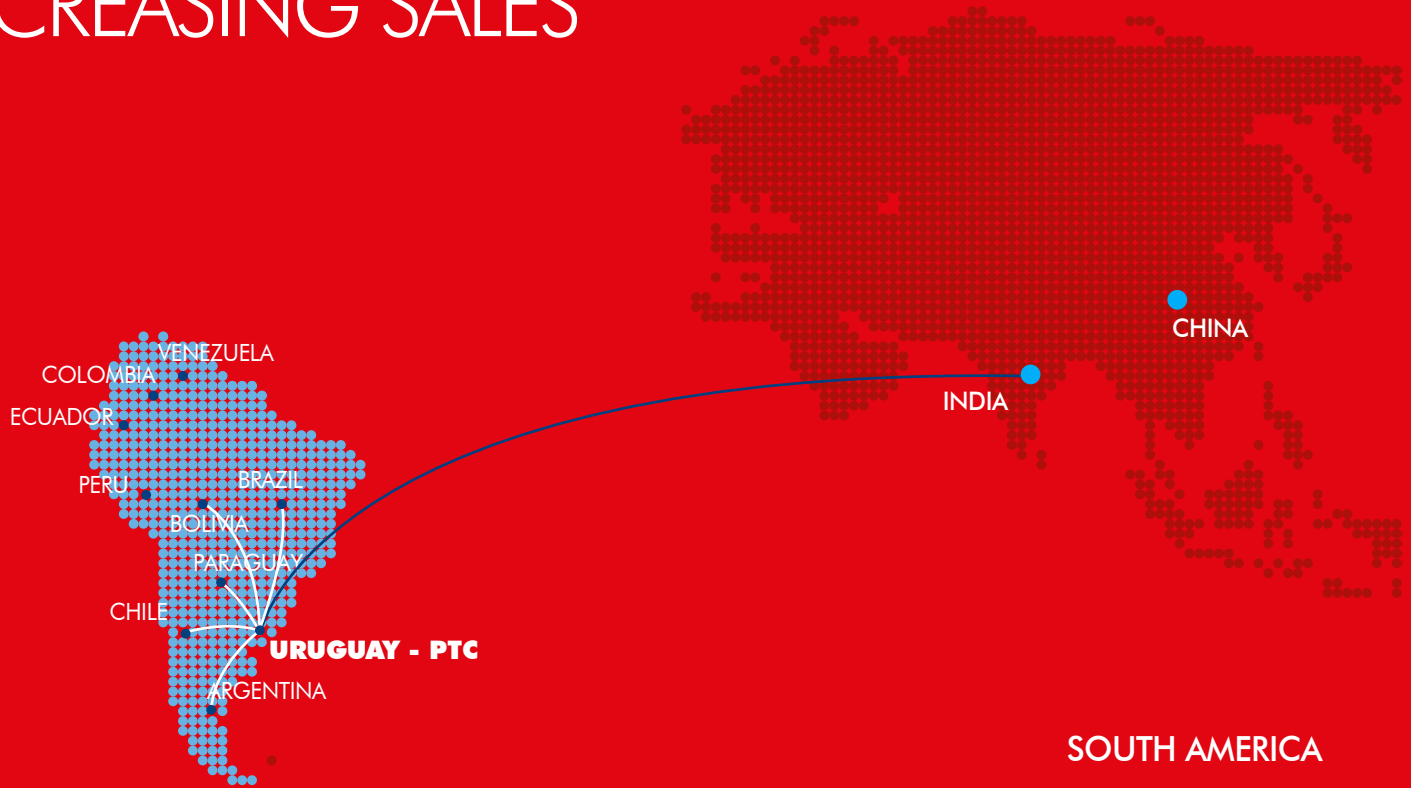 CREASING SALES
CHINA
VENEZUELA
COLOMBIA
INDIA
ECUADOR
BRAZIL
PERU
BOLIVIA
PARAGUAY
CHILE
URUGUAY - PTC
ARGENTINA
SOUTH AMERICA